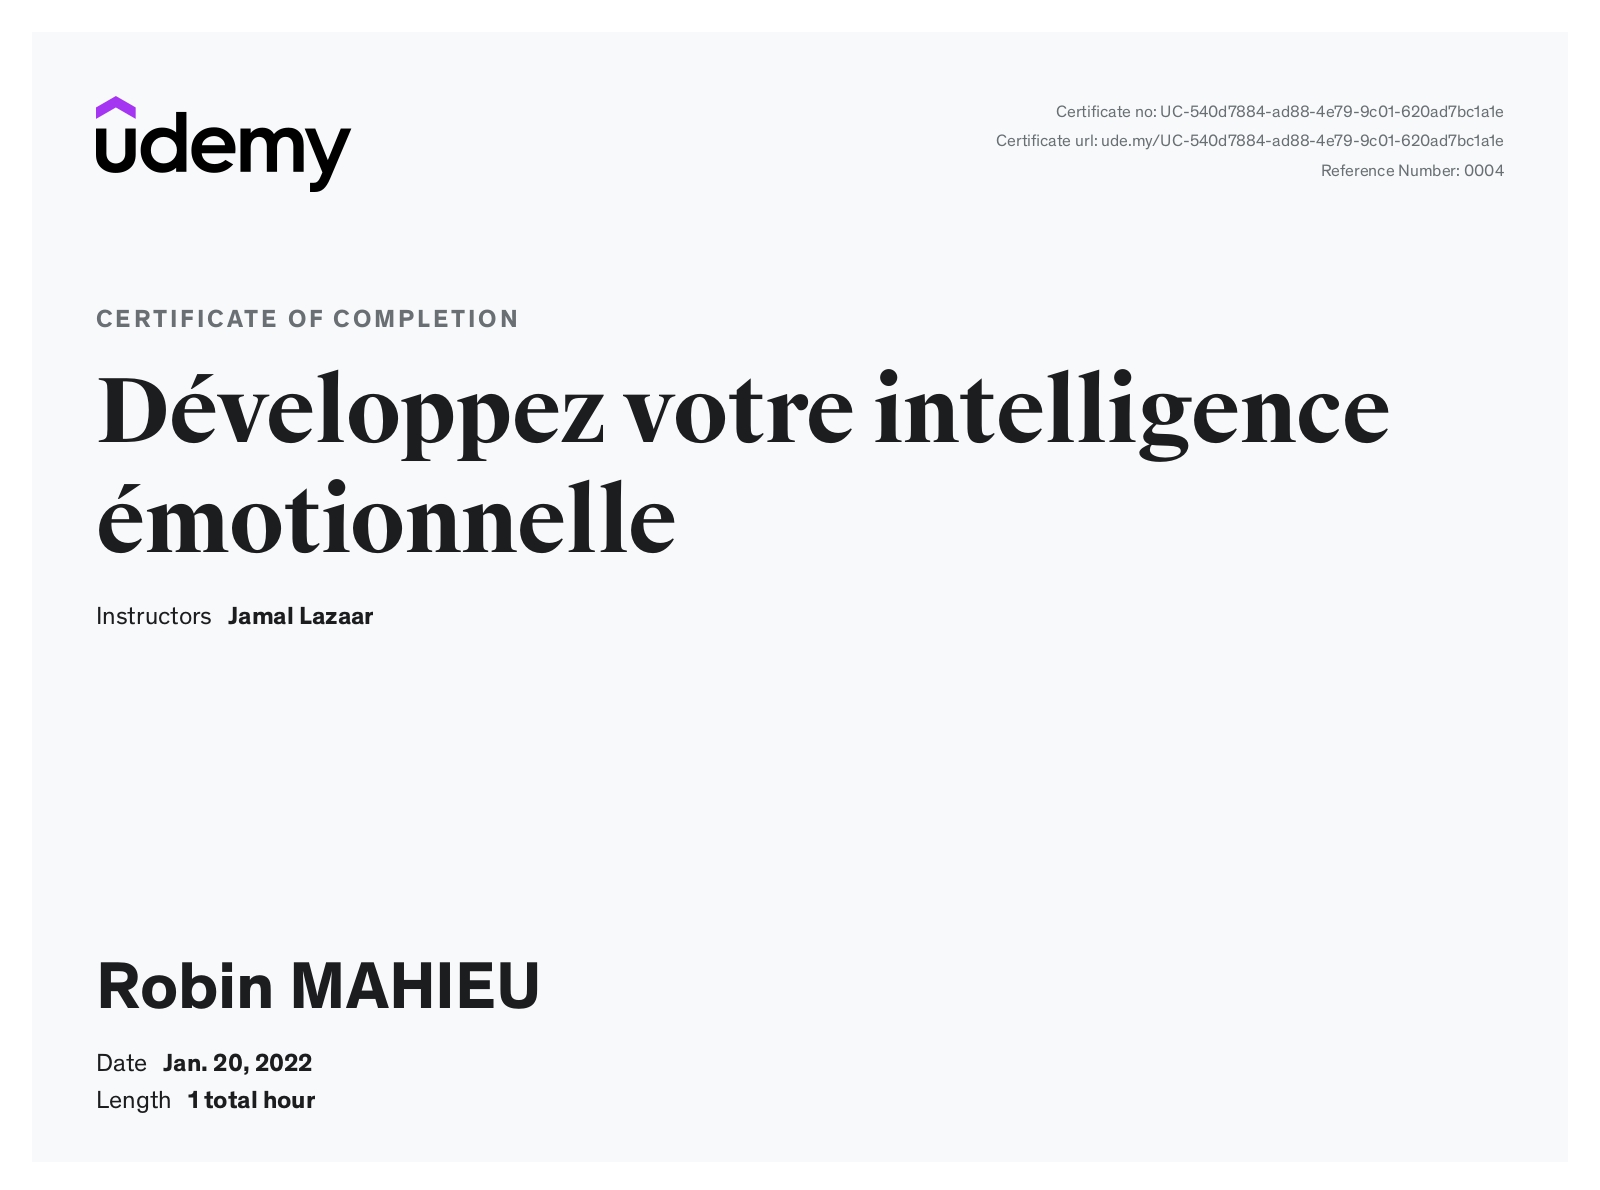 udemy
Certificate no: UC-540d7884-ad88-4e79-9c01-620ad7bc1a1e
Certificate url: ude.my/UC-540d7884-ad88-4e79-9c01-620ad7bc1a1e
Reference Number: 0004
CERTIFICATE OF COMPLETION
Développez votre intelligence
émotionnelle
Instructors Jamal Lazaar
Robin MAHIEU
Date Jan. 20, 2022
Length 1 total hour